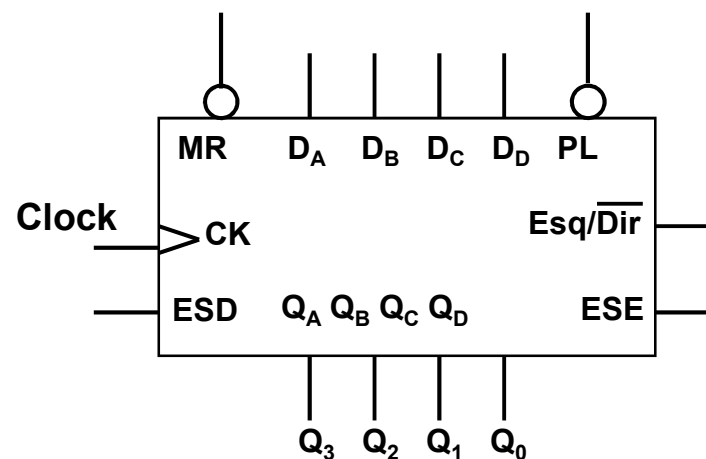 MR D_A D_B D_C D_D PL
Clock CK Esq/D̅i̅r̅
ESD Q_A Q_B Q_C Q_D ESE
Q_3 Q_2 Q_1 Q_0